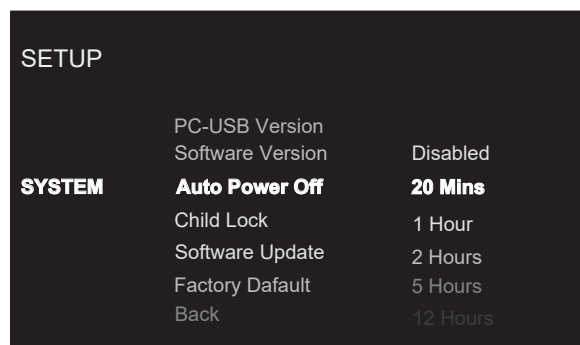 SETUP
PC-USB Version
Software Version Disabled
SYSTEM Auto Power Off 20 Mins
Child Lock 1 Hour
Software Update 2 Hours
Factory Dafault 5 Hours
Back 12 Hours